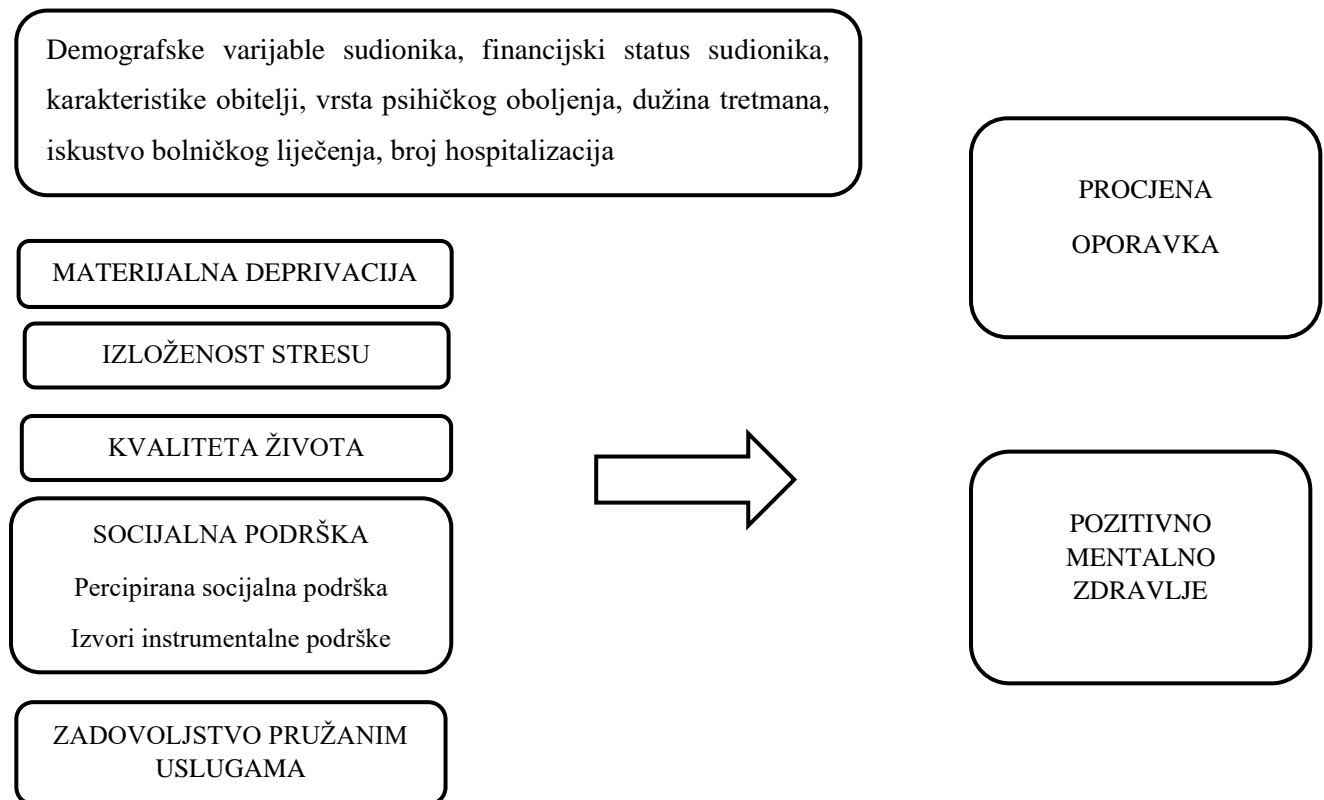 Demografske varijable sudionika, financijski status sudionika,
karakteristike obitelji, vrsta psihičkog oboljenja, dužina tretmana,
iskustvo bolničkog liječenja, broj hospitalizacija
MATERIJALNA DEPRIVACIJA
IZLOŽENOST STRESU
KVALITETA ŽIVOTA
SOCIJALNA PODRŠKA
Percipirana socijalna podrška
Izvori instrumentalne podrške
ZADOVOLJSTVO PRUŽANIM
USLUGAMA
PROCJENA
OPORAVKA
POZITIVNO
MENTALNO
ZDRAVLJE